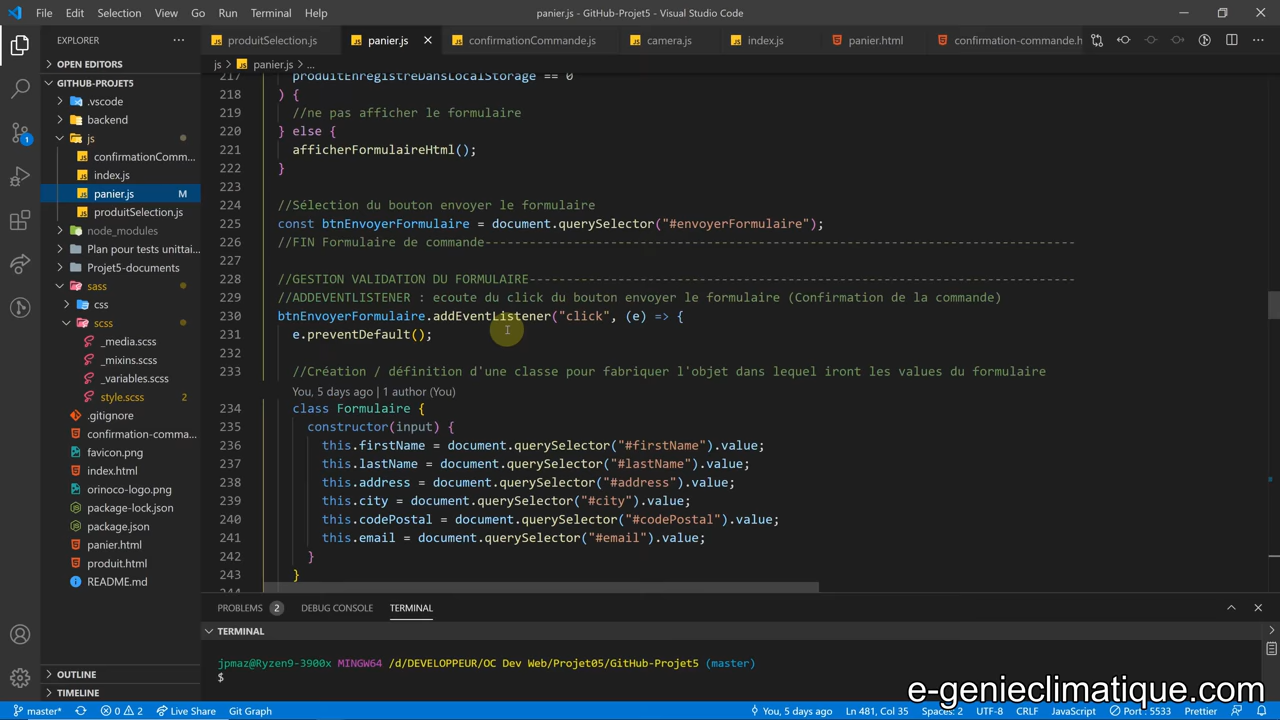 File Edit Selection View Go Run Terminal Help
panier.js - GitHub-Projet5 - Visual Studio Code
EXPLORER
OPEN EDITORS
GITHUB-PROJET5
.vscode
backend
js
confirmationComm...
index.js
panier.js M
produitSelection.js
node_modules
Plan pour tests unittai...
Projet5-documents
sass
css
scss
_media.scss
_mixins.scss
_variables.scss
style.scss 2
.gitignore
confirmation-comma...
favicon.png
index.html
orinoco-logo.png
package-lock.json
package.json
panier.html
produit.html
README.md
OUTLINE
TIMELINE
1
produitSelection.js panier.js confirmationCommande.js camera.js index.js panier.html confirmation-commande.h
js > panier.js > ...
217 produitEnregistreDansLocalStorage == 0
218 ) {
219 //ne pas afficher le formulaire
220 } else {
221 afficherFormulaireHtml();
222 }
223
224 //Sélection du bouton envoyer le formulaire
225 const btnEnvoyerFormulaire = document.querySelector("#envoyerFormulaire");
226 //FIN Formulaire de commande--------------------------------------------------------------------------------
227
228 //GESTION VALIDATION DU FORMULAIRE--------------------------------------------------------------------------
229 //ADDEVENTLISTENER : ecoute du click du bouton envoyer le formulaire (Confirmation de la commande)
230 btnEnvoyerFormulaire.addEventListener("click", (e) => {
231 e.preventDefault();
232
233 //Création / définition d'une classe pour fabriquer l'objet dans lequel iront les values du formulaire
You, 5 days ago | 1 author (You)
234 class Formulaire {
235 constructor(input) {
236 this.firstName = document.querySelector("#firstName").value;
237 this.lastName = document.querySelector("#lastName").value;
238 this.address = document.querySelector("#address").value;
239 this.city = document.querySelector("#city").value;
240 this.codePostal = document.querySelector("#codePostal").value;
241 this.email = document.querySelector("#email").value;
242 }
243 }
244
PROBLEMS 2 DEBUG CONSOLE TERMINAL
TERMINAL
jpmaz@Ryzen9-3900x MINGW64 /d/DEVELOPPEUR/OC Dev Web/Projet05/GitHub-Projet5 (master)
$
e-genieclimatique.com
master* 0 2 Live Share Git Graph You, 5 days ago Ln 481, Col 35 Spaces: 2 UTF-8 CRLF JavaScript Port : 5533 Prettier